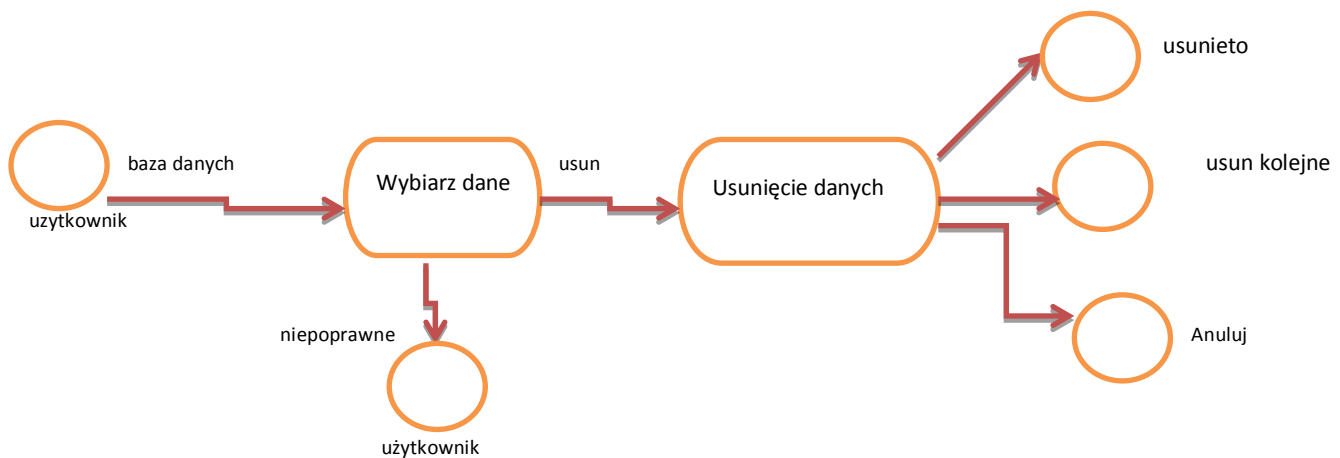 usunieto
baza danych
Wybiarz dane
usun
Usunięcie danych
usun kolejne
uzytkownik
niepoprawne
Anuluj
użytkownik